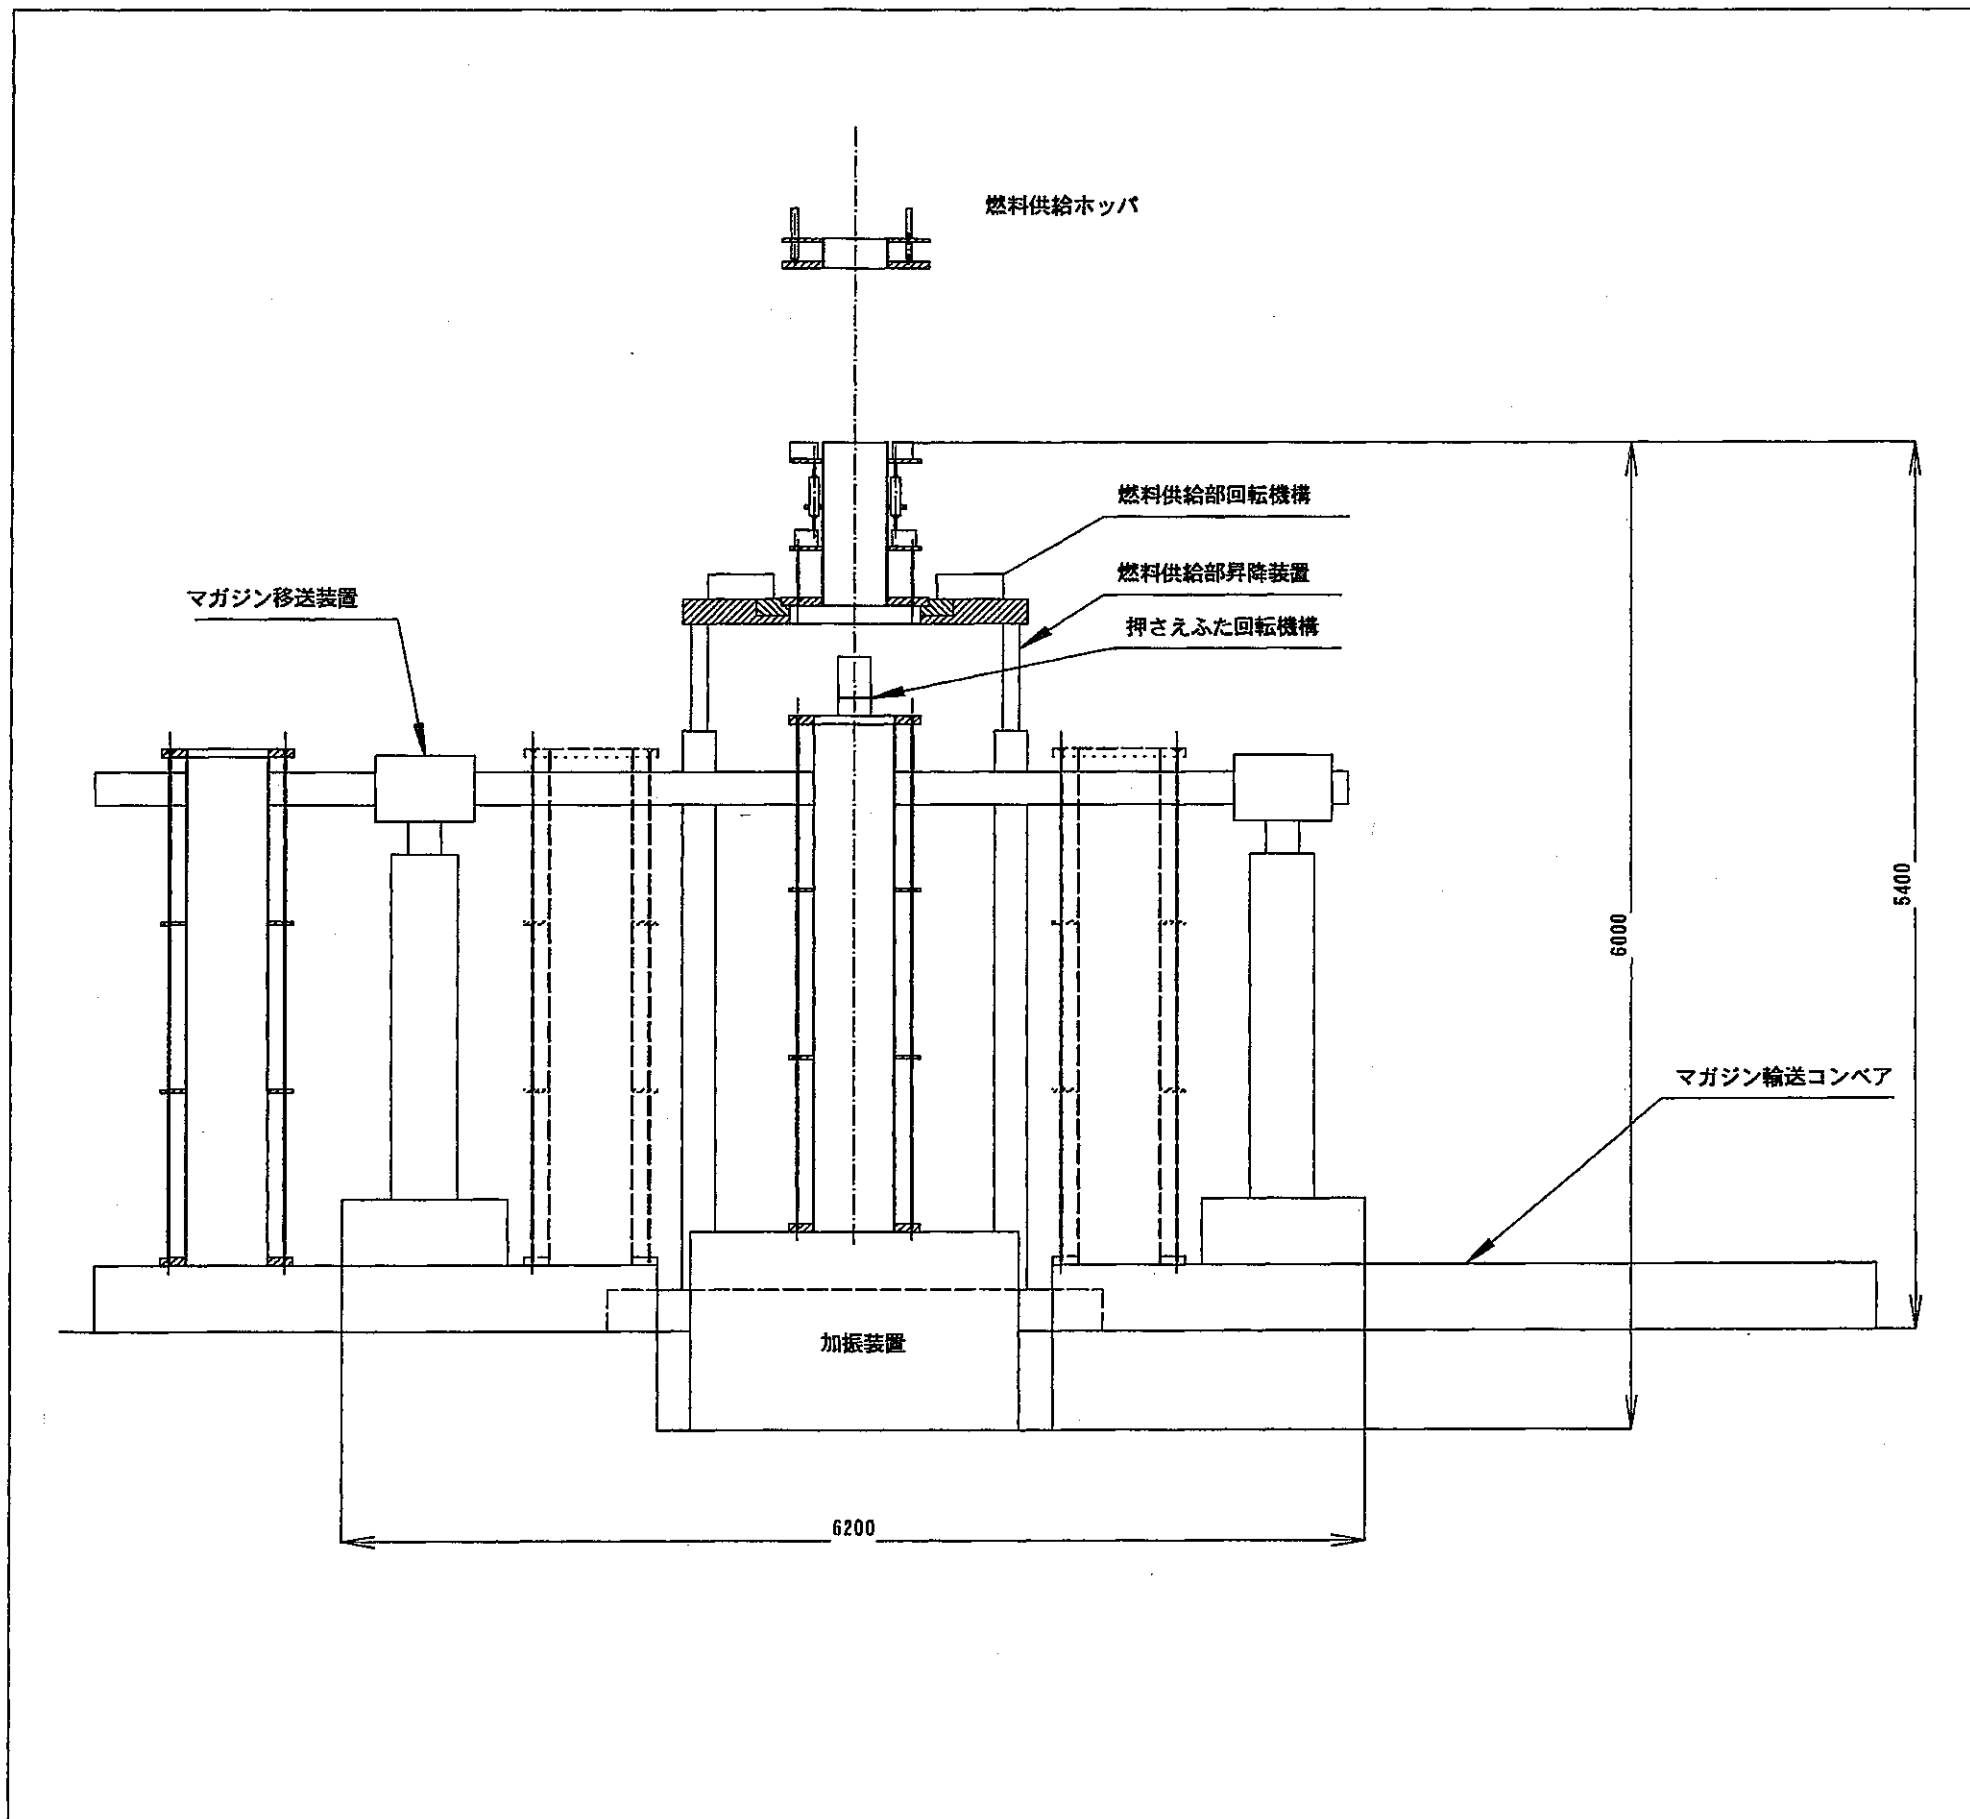 燃料供給ホッパ
燃料供給部回転機構
燃料供給部昇降装置
マガジン移送装置
押さえふた回転機構
5400
6000
マガジン輸送コンベア
加振装置
6200